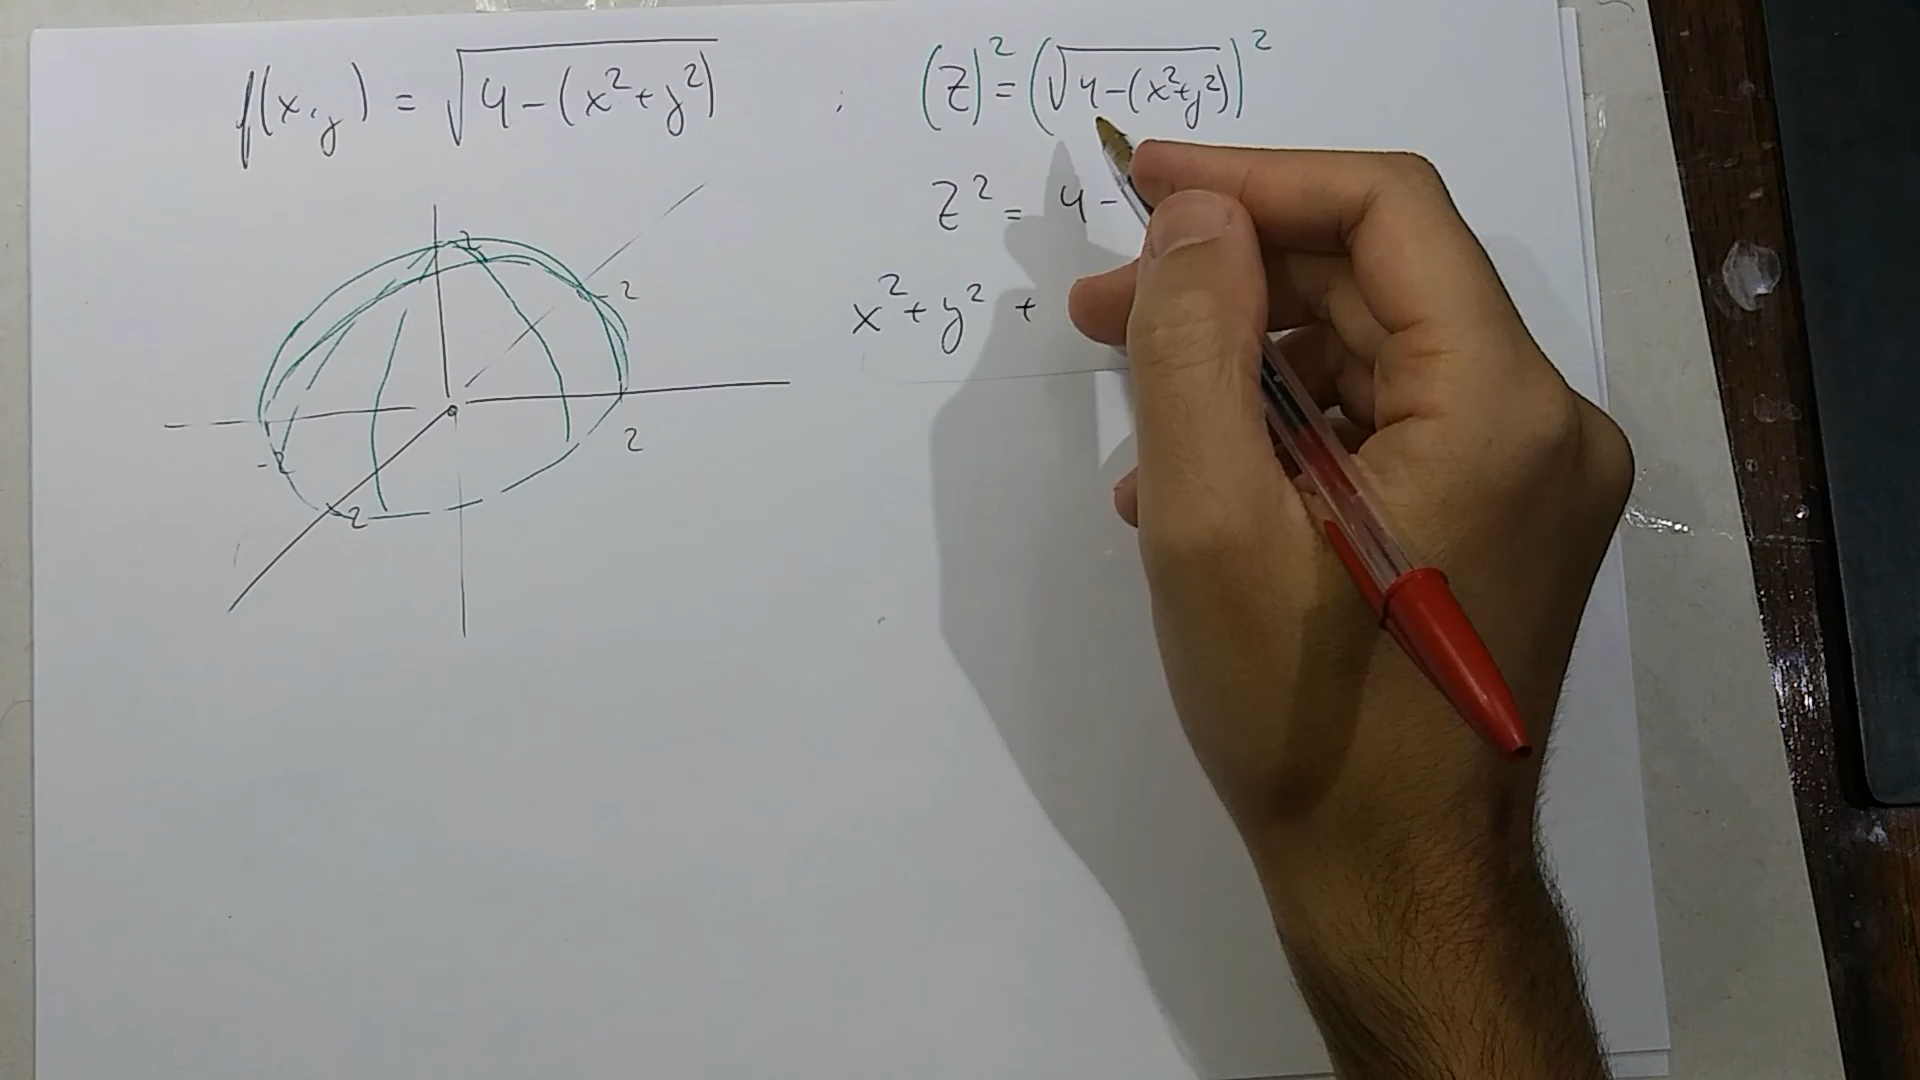 f(x,y) = √4-(x²+y²) ; (z)² = (√4-(x²+y²))²
z² = 4-
x²+y² +
2
2
-2
2
2